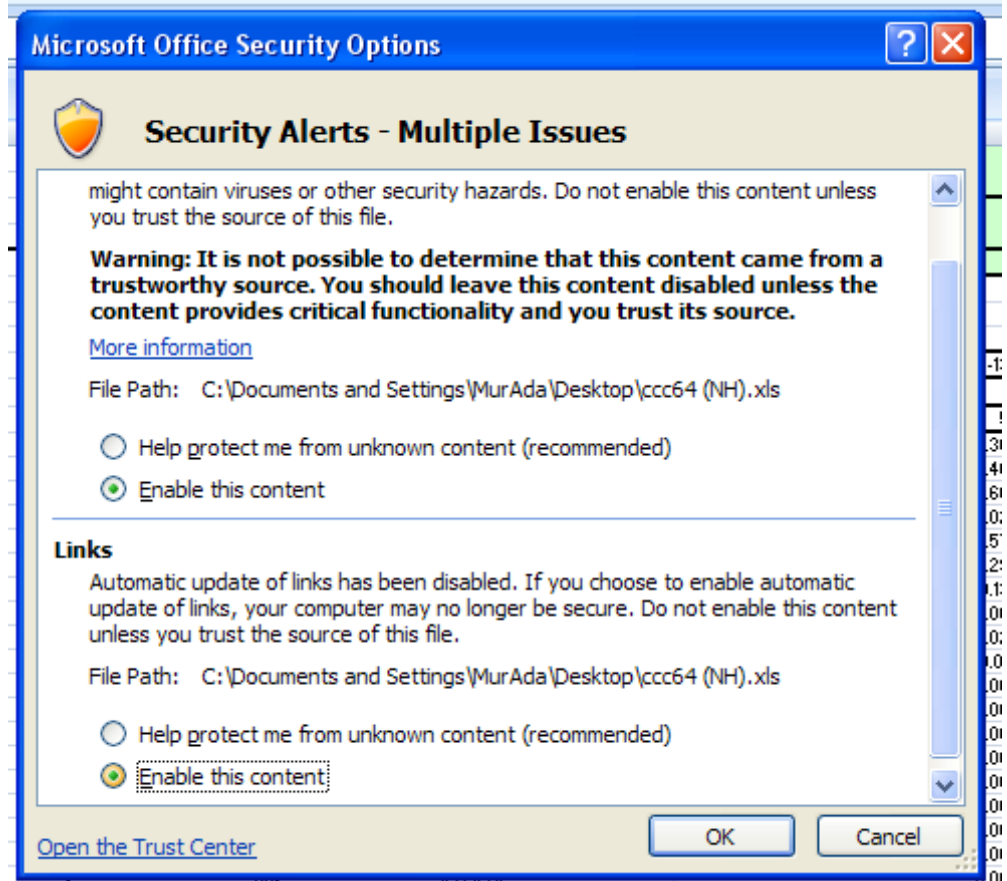 Microsoft Office Security Options
Security Alerts - Multiple Issues
might contain viruses or other security hazards. Do not enable this content unless
you trust the source of this file.
Warning: It is not possible to determine that this content came from a
trustworthy source. You should leave this content disabled unless the
content provides critical functionality and you trust its source.
More information
File Path: C:\Documents and Settings\MurAda\Desktop\ccc64 (NH).xls
Help protect me from unknown content (recommended)
Enable this content
Links
Automatic update of links has been disabled. If you choose to enable automatic
update of links, your computer may no longer be secure. Do not enable this content
unless you trust the source of this file.
File Path: C:\Documents and Settings\MurAda\Desktop\ccc64 (NH).xls
Help protect me from unknown content (recommended)
Enable this content
OK
Cancel
Open the Trust Center